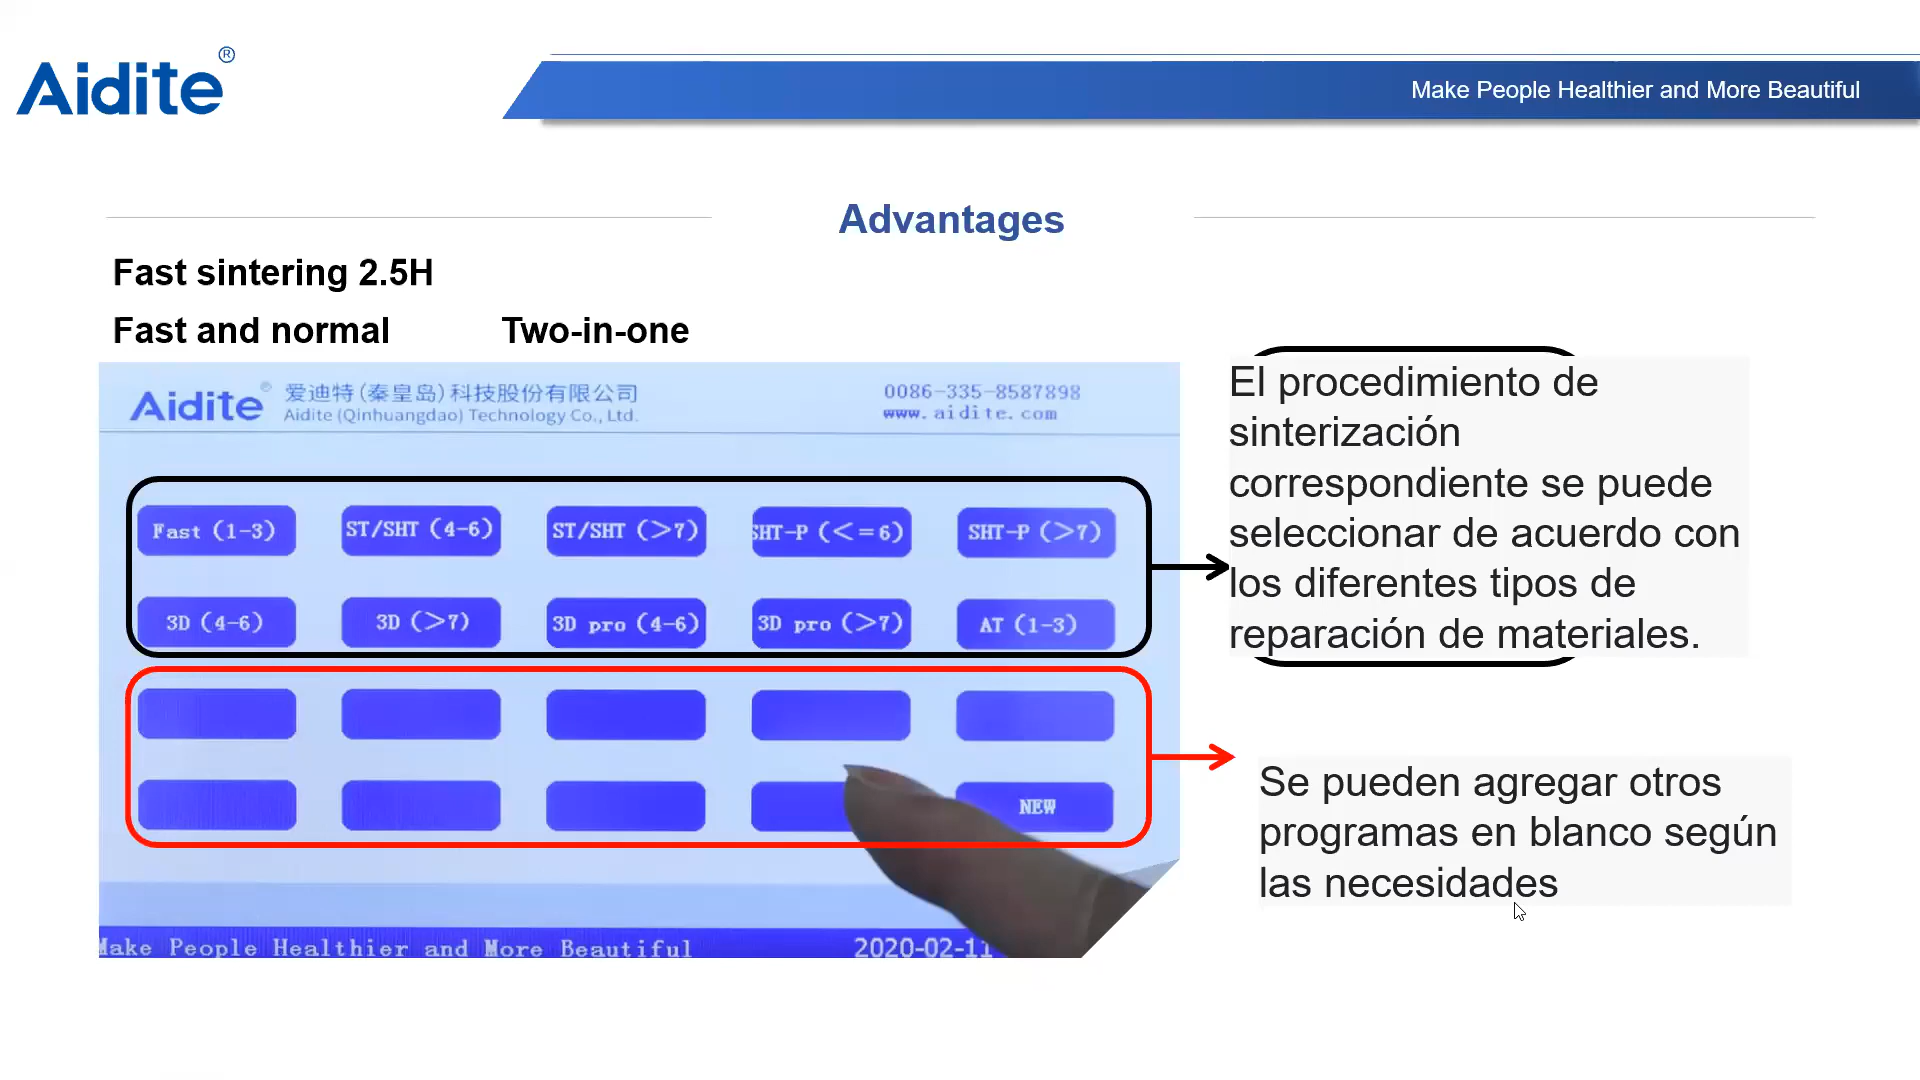 Aidite®
Make People Healthier and More Beautiful
Advantages
Fast sintering 2.5H
Fast and normal Two-in-one
Aidite® 爱迪特(秦皇岛)科技股份有限公司 0086-335-8587898
Aidite (Qinhuangdao) Technology Co., Ltd. www.aidite.com
Fast (1-3) ST/SHT (4-6) ST/SHT (>7) SHT-P (<=6) SHT-P (>7)
3D (4-6) 3D (>7) 3D pro (4-6) 3D pro (>7) AT (1-3)
NEW
Make People Healthier and More Beautiful 2020-02-11
El procedimiento de
sinterización
correspondiente se puede
seleccionar de acuerdo con
los diferentes tipos de
reparación de materiales.
Se pueden agregar otros
programas en blanco según
las necesidades